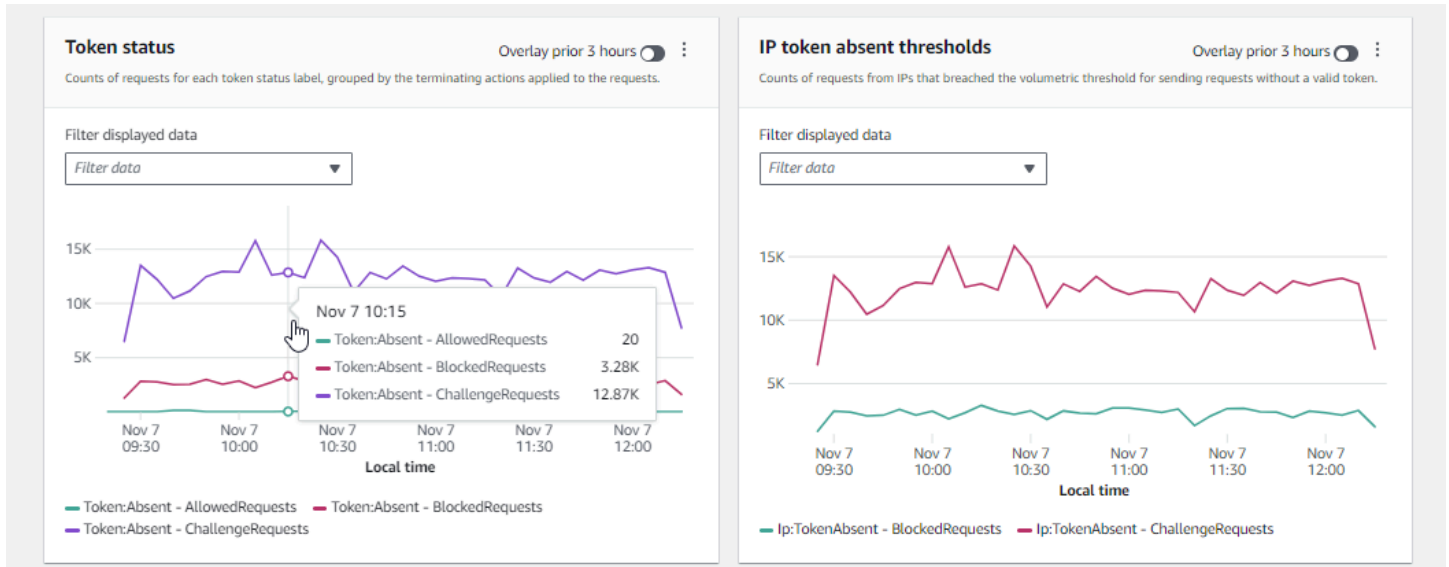 Token status
Overlay prior 3 hours
Counts of requests for each token status label, grouped by the terminating actions applied to the requests.
Filter displayed data
Filter data
15K
10K
5K
Nov 7 10:15
Token:Absent - AllowedRequests 20
Token:Absent - BlockedRequests 3.28K
Token:Absent - ChallengeRequests 12.87K
Nov 7 Nov 7 Nov 7 Nov 7 Nov 7 Nov 7
09:30 10:00 10:30 11:00 11:30 12:00
Local time
Token:Absent - AllowedRequests Token:Absent - BlockedRequests
Token:Absent - ChallengeRequests
IP token absent thresholds
Overlay prior 3 hours
Counts of requests from IPs that breached the volumetric threshold for sending requests without a valid token.
Filter displayed data
Filter data
15K
10K
5K
Nov 7 Nov 7 Nov 7 Nov 7 Nov 7 Nov 7
09:30 10:00 10:30 11:00 11:30 12:00
Local time
Ip:TokenAbsent - BlockedRequests Ip:TokenAbsent - ChallengeRequests